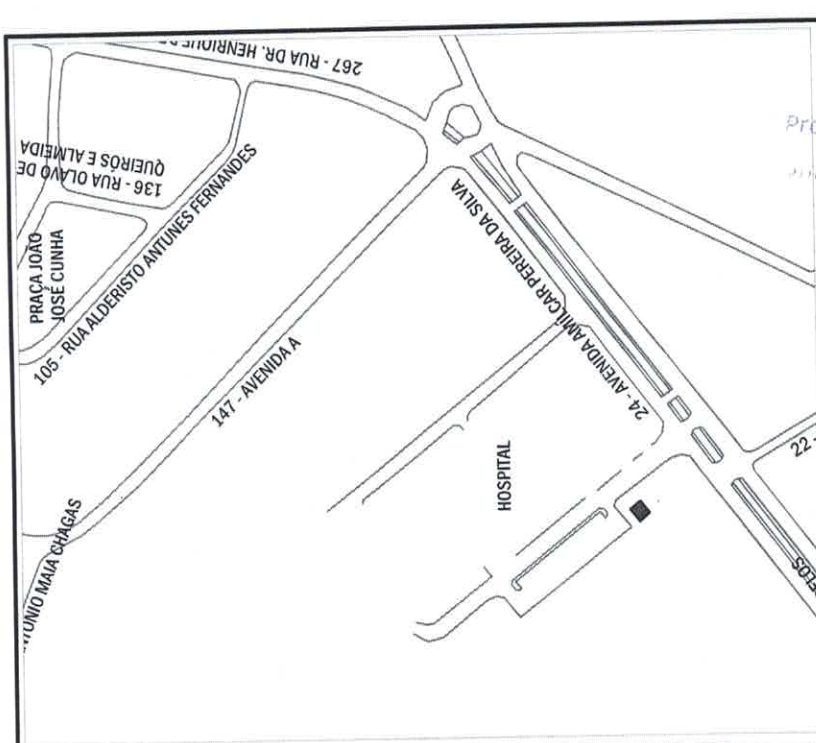 267 - RUA DR. HENRIQUE
136 - RUA OLAVO DE
QUEIRÓS E ALMEIDA
PRAÇA JOÃO
JOSÉ CUNHA
105 - RUA ALDERISTO ANTUNES FERNANDES
147 - AVENIDA A
24 - AVENIDA AMILCAR PEREIRA DA SILVA
HOSPITAL
MAIA CHAGAS
22 -